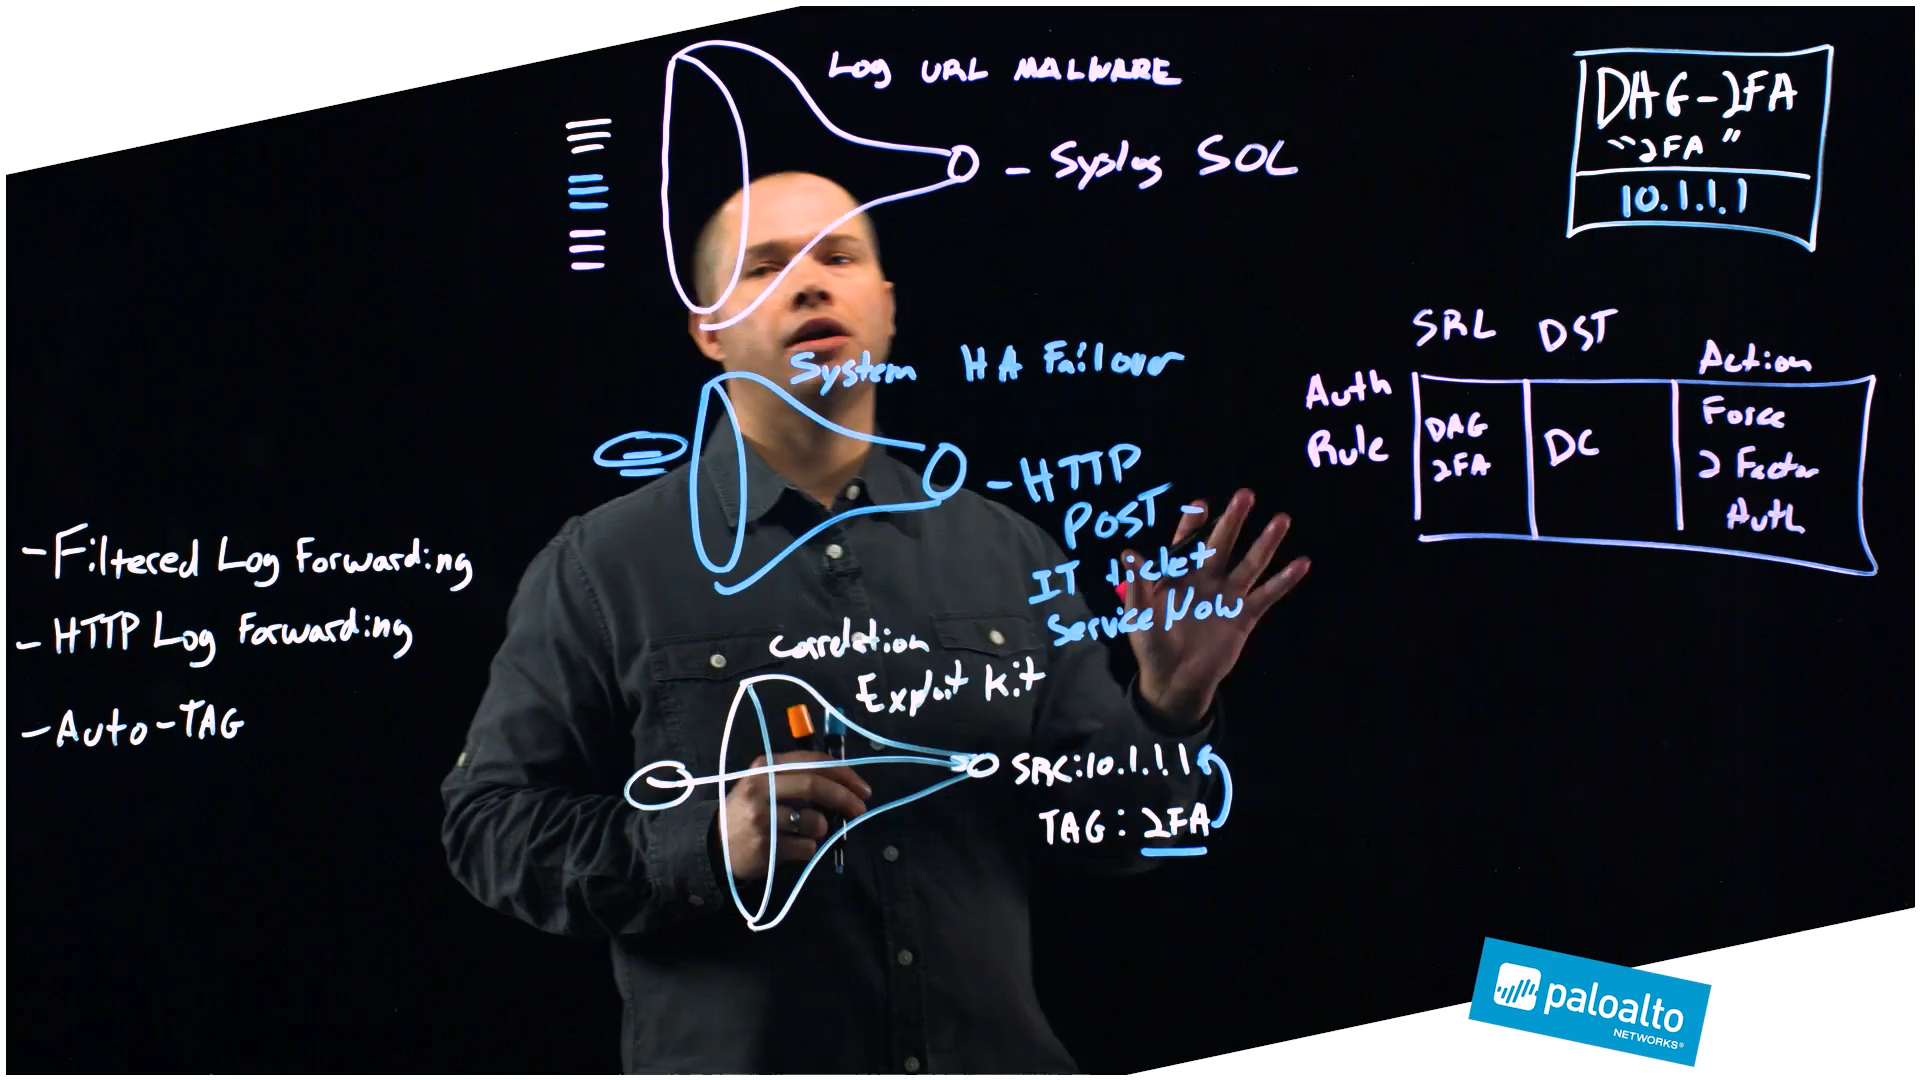 Log URL MALWARE
- Syslog SOC
DAG-2FA
"2FA"
10.1.1.1
System HA Failover
- HTTP
POST -
IT ticket
ServiceNow
SRC DST Action
Auth
Rule
DAG
2FA
DC
Force
2 Factor
Auth
- Filtered Log Forwarding
- HTTP Log Forwarding
- Auto-TAG
Correlation
Exploit Kit
SRC:10.1.1.1
TAG: 2FA
paloalto
NETWORKS®